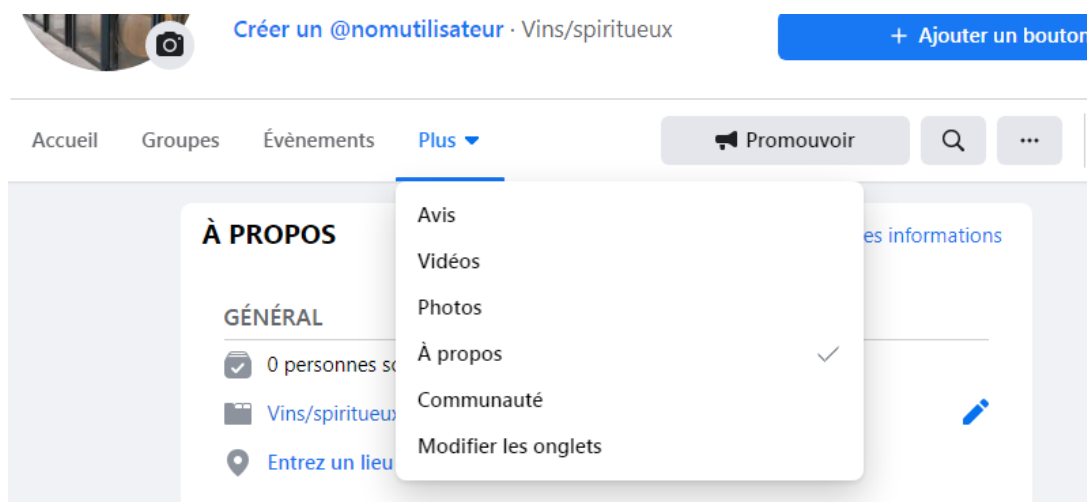 Créer un @nomutilisateur · Vins/spiritueux
+ Ajouter un bouton
Accueil Groupes Évènements Plus Promouvoir ...
À PROPOS
es informations
Avis
Vidéos
Photos
À propos
Communauté
Modifier les onglets
GÉNÉRAL
0 personnes
Vins/spiritueux
Entrez un lieu